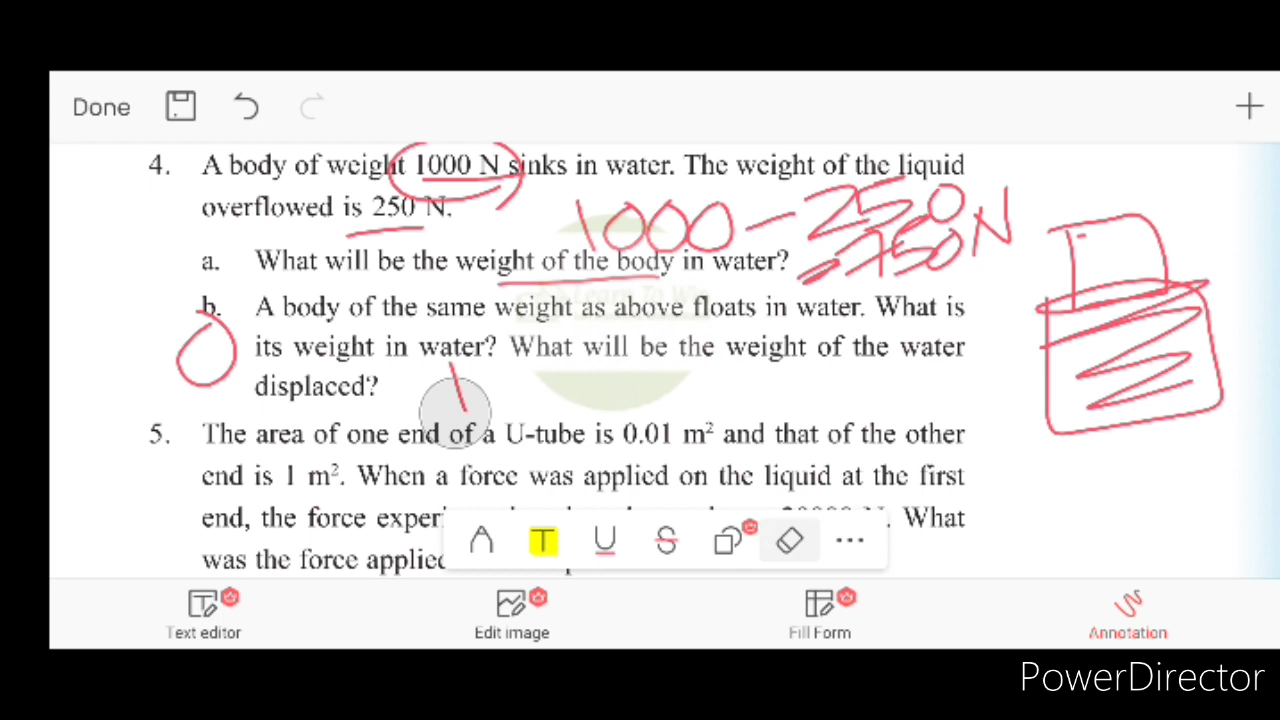 Done
4. A body of weight 1000 N sinks in water. The weight of the liquid
overflowed is 250 N.
1000 - 250
= 750 N
a. What will be the weight of the body in water?
Learn To Win
b. A body of the same weight as above floats in water. What is
its weight in water? What will be the weight of the water
displaced?
5. The area of one end of a U-tube is 0.01 m² and that of the other
end is 1 m². When a force was applied on the liquid at the first
end, the force N. What
was the force applied
T U S
Text editor
Edit image
Fill Form
Annotation
PowerDirector